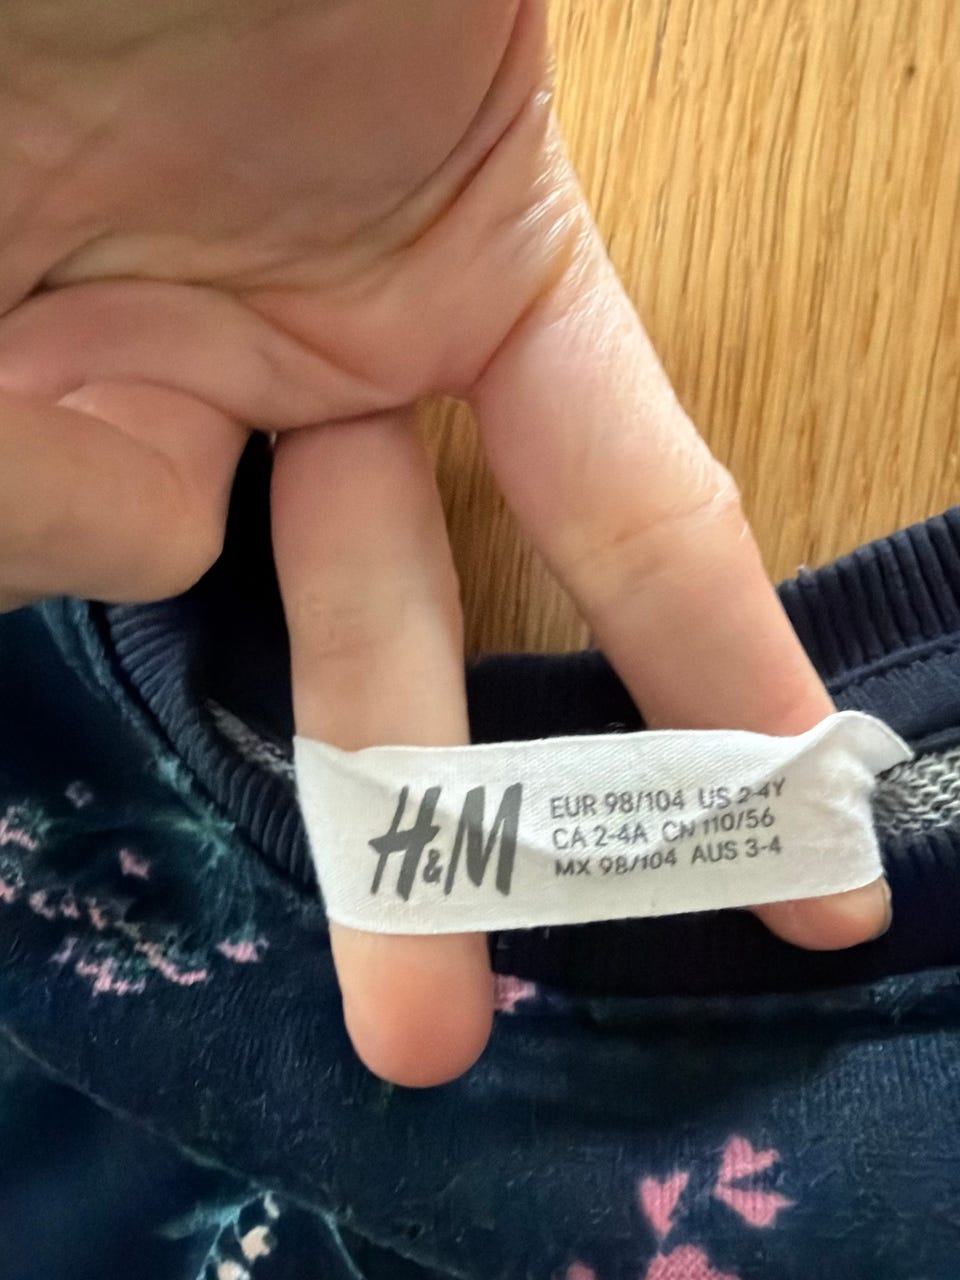 H&M
EUR 98/104 US 2-4Y
CA 2-4A CN 110/56
MX 98/104 AUS 3-4